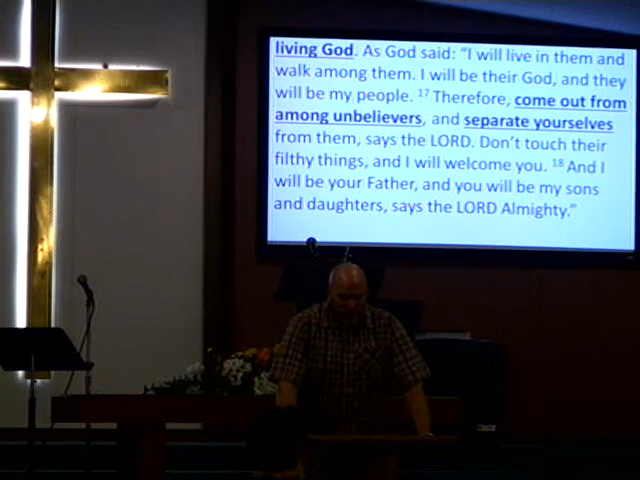 living God. As God said: “I will live in them and
walk among them. I will be their God, and they
will be my people. 17 Therefore, come out from
among unbelievers, and separate yourselves
from them, says the LORD. Don’t touch their
filthy things, and I will welcome you. 18 And I
will be your Father, and you will be my sons
and daughters, says the LORD Almighty.”